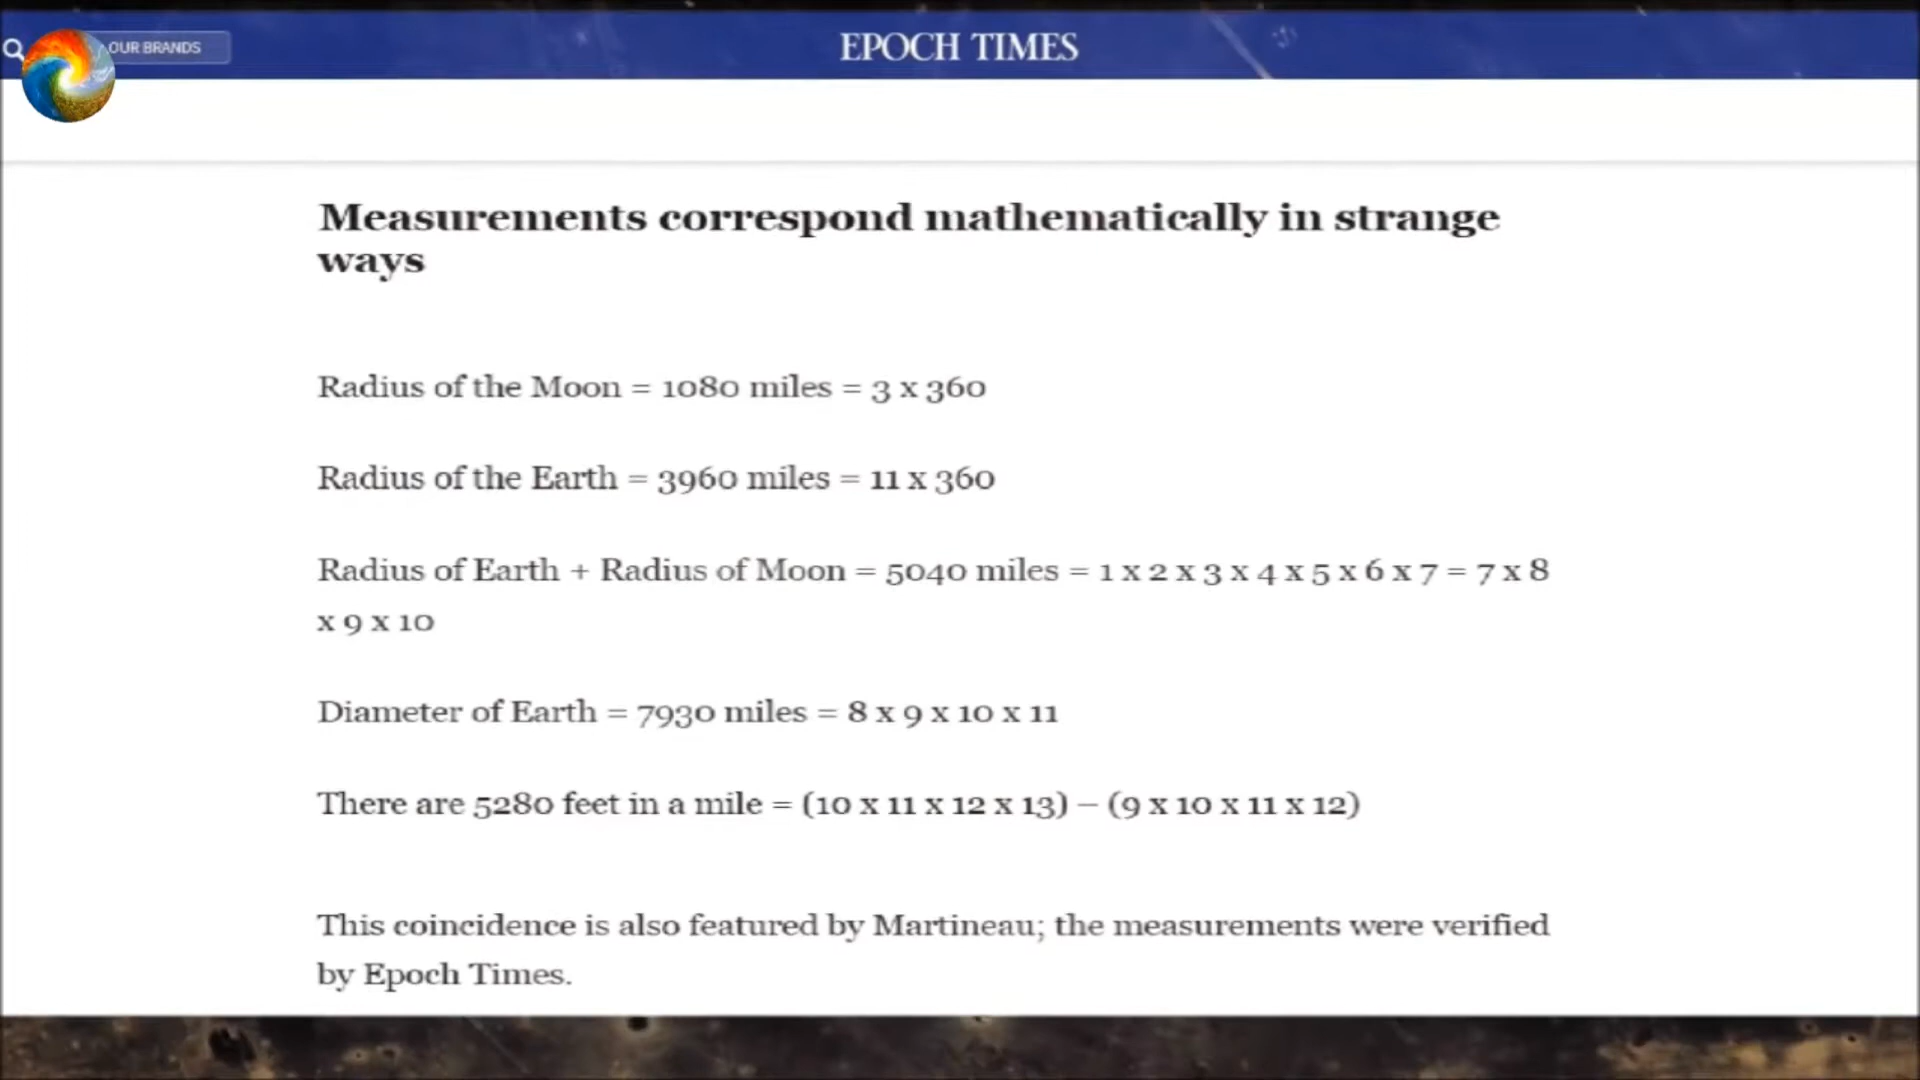 OUR BRANDS
EPOCH TIMES
Measurements correspond mathematically in strange
ways
Radius of the Moon = 1080 miles = 3 x 360
Radius of the Earth = 3960 miles = 11 x 360
Radius of Earth + Radius of Moon = 5040 miles = 1 x 2 x 3 x 4 x 5 x 6 x 7 = 7 x 8
x 9 x 10
Diameter of Earth = 7930 miles = 8 x 9 x 10 x 11
There are 5280 feet in a mile = (10 x 11 x 12 x 13) – (9 x 10 x 11 x 12)
This coincidence is also featured by Martineau; the measurements were verified
by Epoch Times.